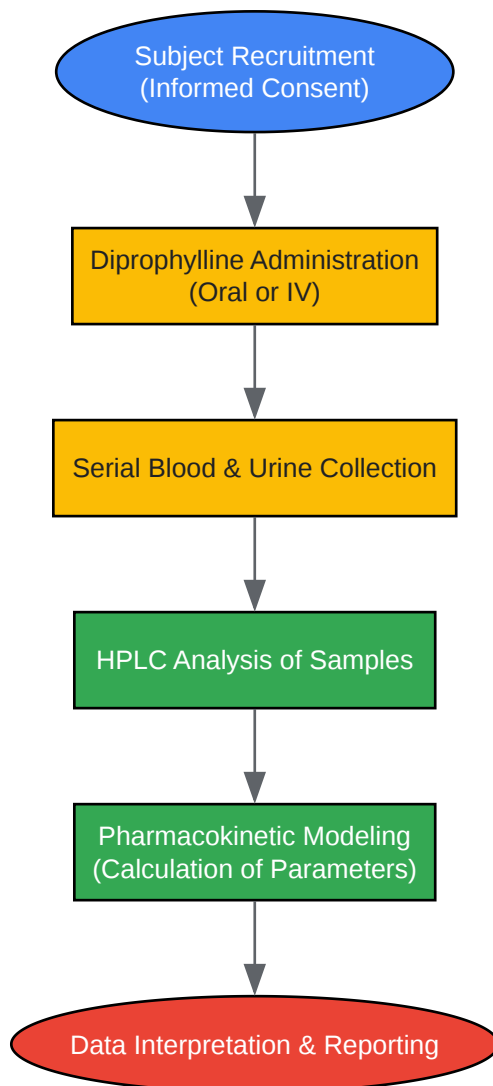 Subject Recruitment
(Informed Consent)
Diprophylline Administration
(Oral or IV)
Serial Blood & Urine Collection
HPLC Analysis of Samples
Pharmacokinetic Modeling
(Calculation of Parameters)
Data Interpretation & Reporting